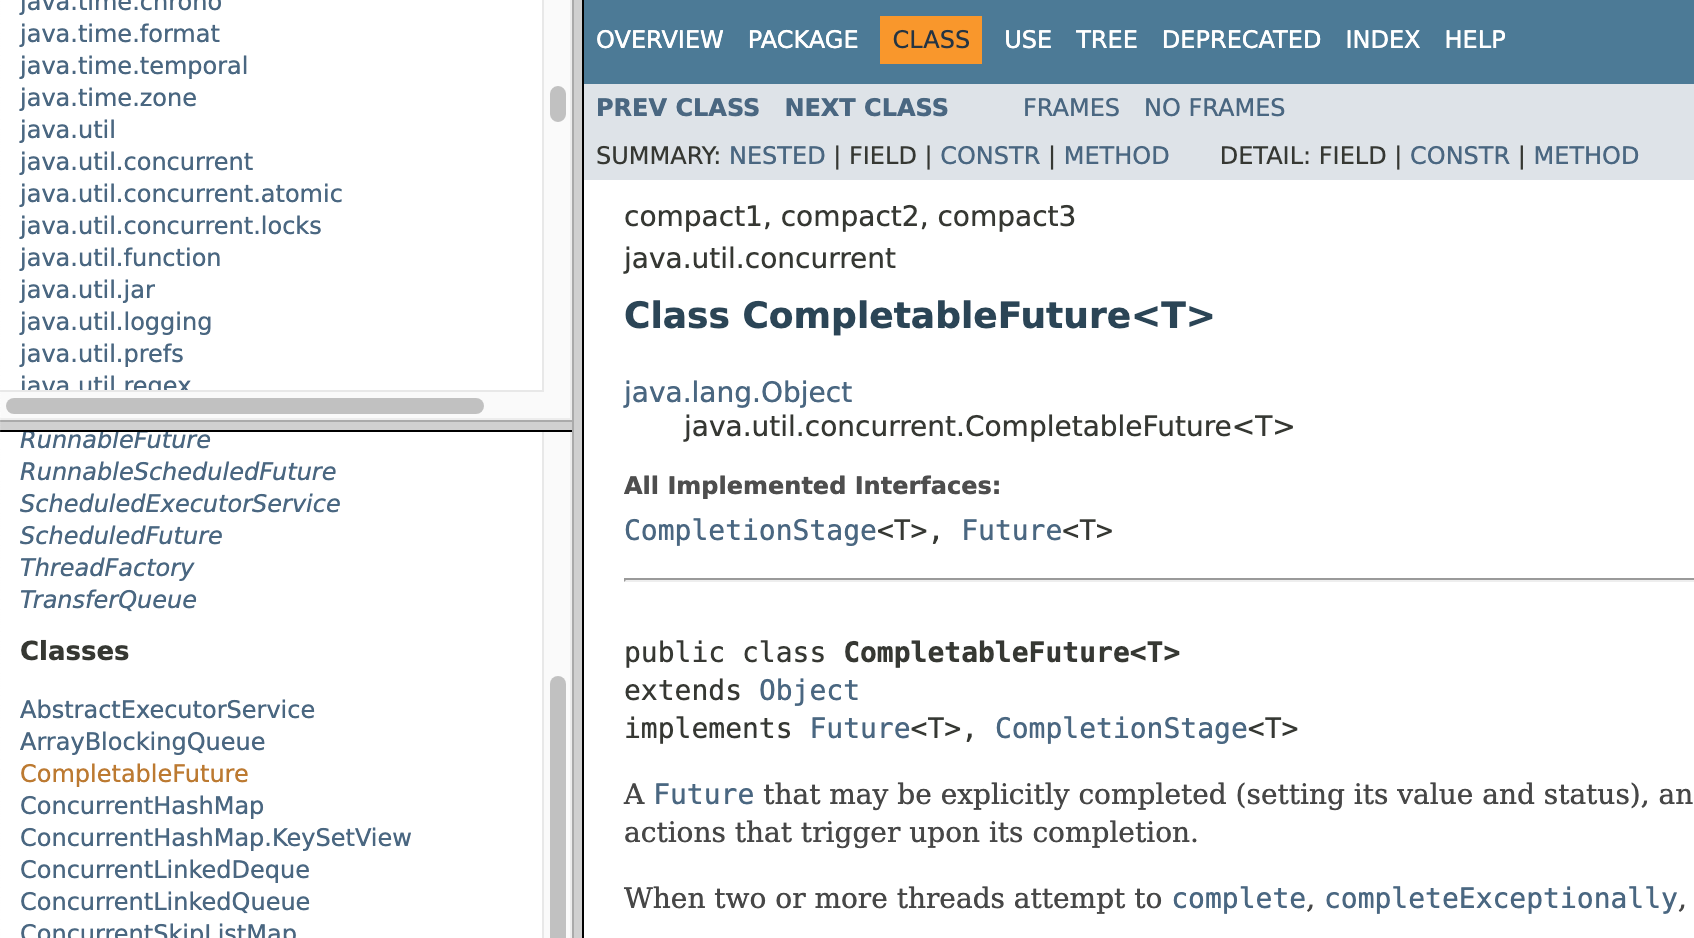 java.time.chrono
java.time.format
java.time.temporal
java.time.zone
java.util
java.util.concurrent
java.util.concurrent.atomic
java.util.concurrent.locks
java.util.function
java.util.jar
java.util.logging
java.util.prefs
java.util.regex
RunnableFuture
RunnableScheduledFuture
ScheduledExecutorService
ScheduledFuture
ThreadFactory
TransferQueue
Classes
AbstractExecutorService
ArrayBlockingQueue
CompletableFuture
ConcurrentHashMap
ConcurrentHashMap.KeySetView
ConcurrentLinkedDeque
ConcurrentLinkedQueue
ConcurrentSkipListMap
OVERVIEW PACKAGE CLASS USE TREE DEPRECATED INDEX HELP
PREV CLASS NEXT CLASS FRAMES NO FRAMES
SUMMARY: NESTED | FIELD | CONSTR | METHOD DETAIL: FIELD | CONSTR | METHOD
compact1, compact2, compact3
java.util.concurrent
Class CompletableFuture<T>
java.lang.Object
java.util.concurrent.CompletableFuture<T>
All Implemented Interfaces:
CompletionStage<T>, Future<T>
public class CompletableFuture<T>
extends Object
implements Future<T>, CompletionStage<T>
A Future that may be explicitly completed (setting its value and status), an
actions that trigger upon its completion.
When two or more threads attempt to complete, completeExceptionally,